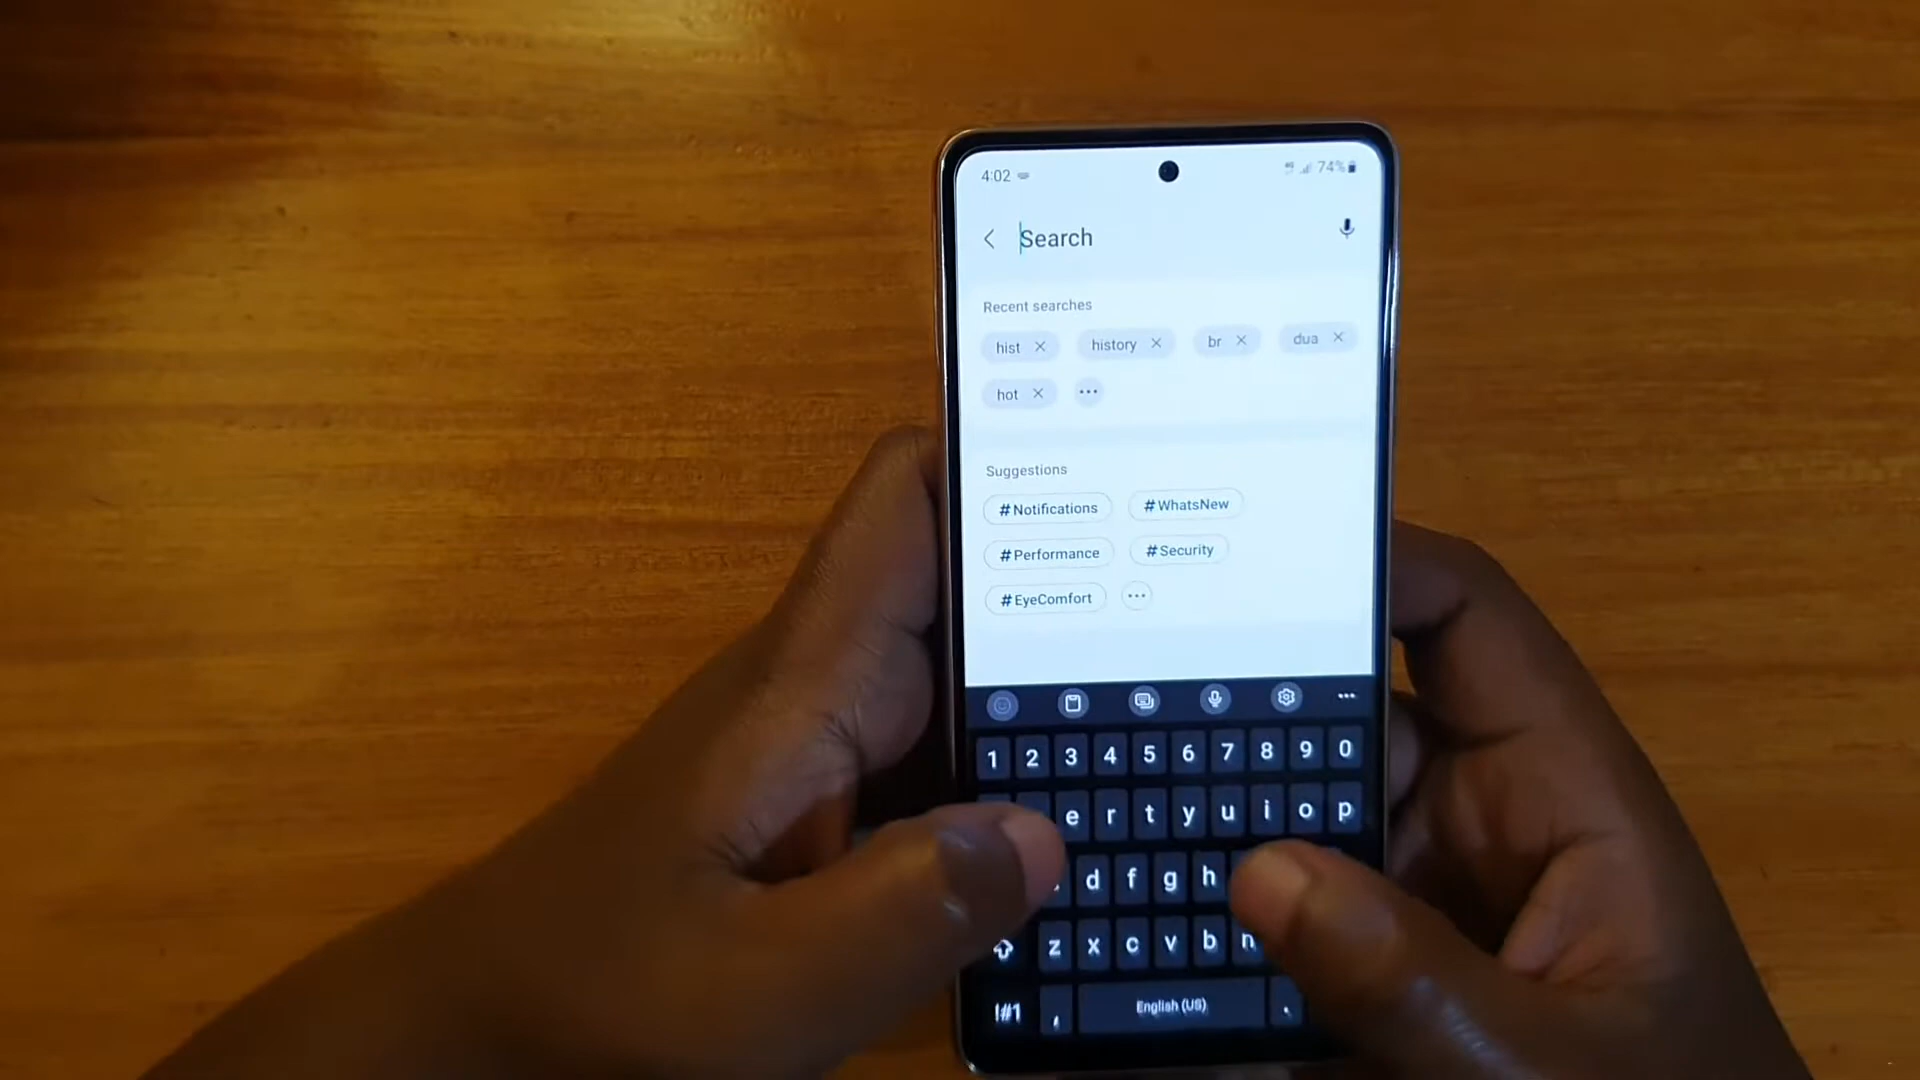 4:02 74%
Search
Recent searches
hist history br dua
hot
Suggestions
#Notifications #WhatsNew
#Performance #Security
#EyeComfort
1 2 3 4 5 6 7 8 9 0
e r t y u i o p
d f g h
z x c v b n
!#1 , English (US) .